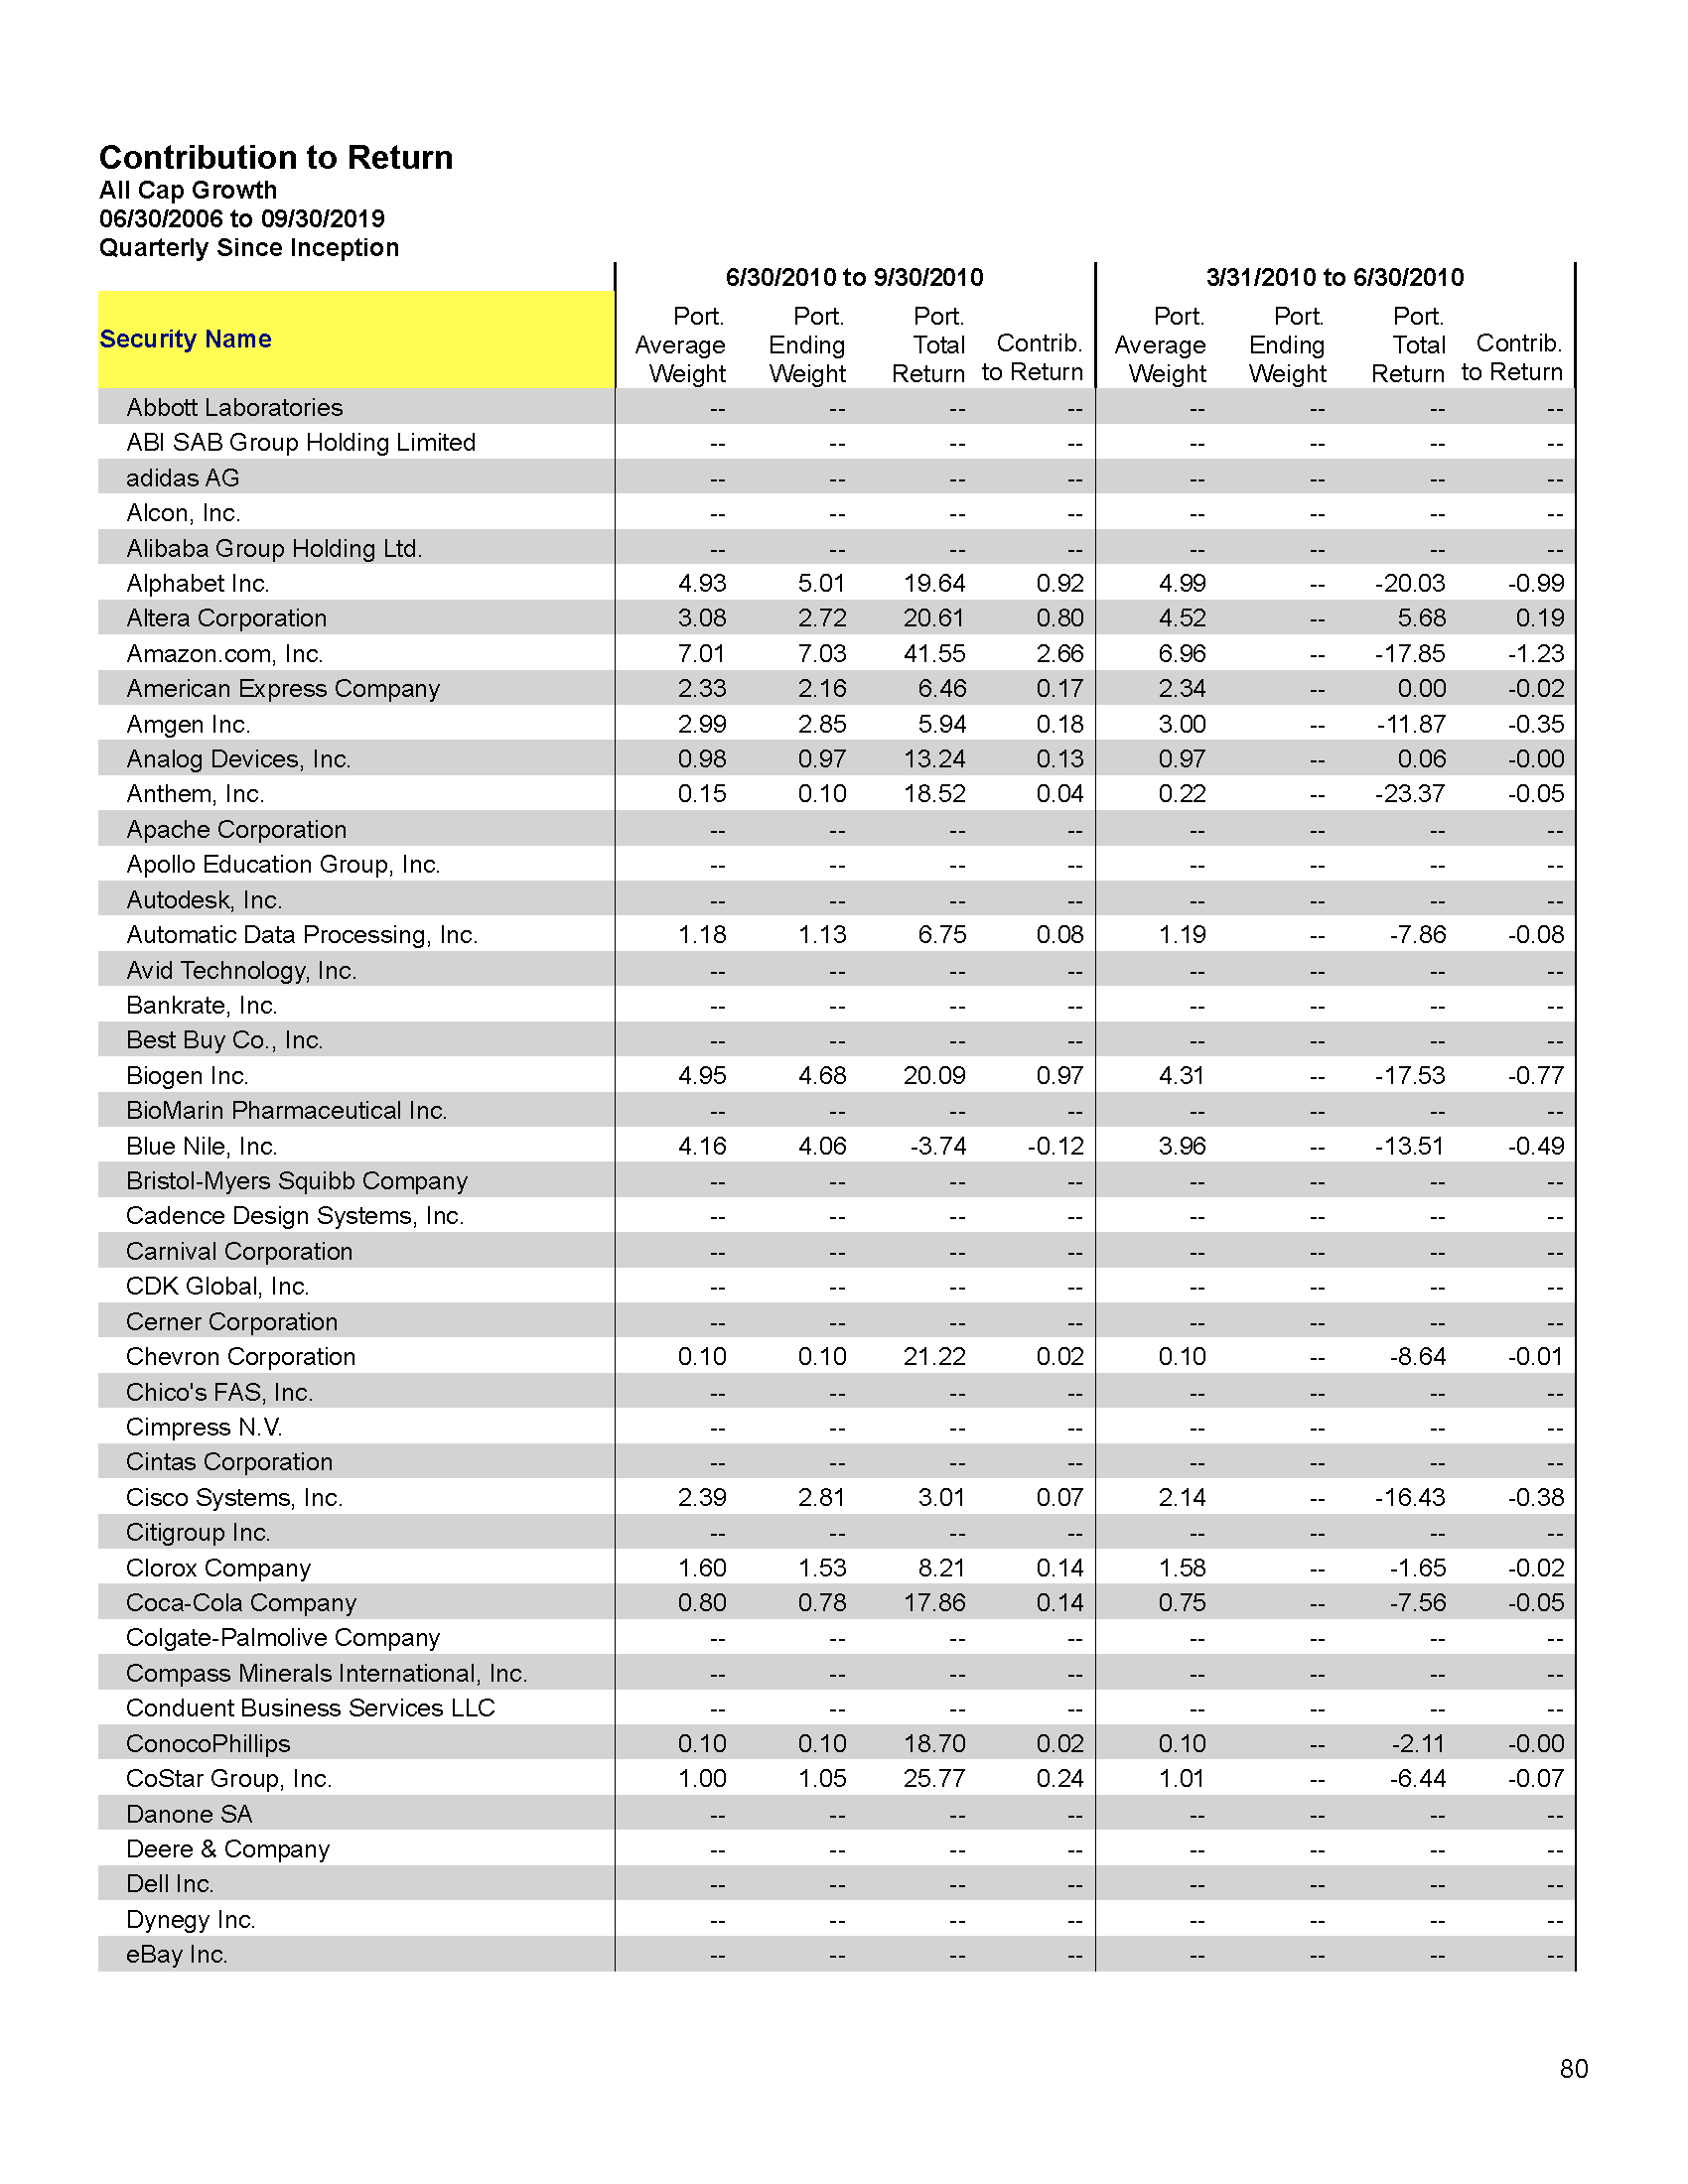 Contribution to Return
All Cap Growth
06/30/2006 to 09/30/2019
Quarterly Since Inception
6/30/2010 to 9/30/2010 3/31/2010 to 6/30/2010
Security Name Port. Average Weight Port. Ending Weight Port. Total Return Contrib. to Return Port. Average Weight Port. Ending Weight Port. Total Return Contrib. to Return
Abbott Laboratories -- -- -- -- -- -- -- --
ABI SAB Group Holding Limited -- -- -- -- -- -- -- --
adidas AG -- -- -- -- -- -- -- --
Alcon, Inc. -- -- -- -- -- -- -- --
Alibaba Group Holding Ltd. -- -- -- -- -- -- -- --
Alphabet Inc. 4.93 5.01 19.64 0.92 4.99 -- -20.03 -0.99
Altera Corporation 3.08 2.72 20.61 0.80 4.52 -- 5.68 0.19
Amazon.com, Inc. 7.01 7.03 41.55 2.66 6.96 -- -17.85 -1.23
American Express Company 2.33 2.16 6.46 0.17 2.34 -- 0.00 -0.02
Amgen Inc. 2.99 2.85 5.94 0.18 3.00 -- -11.87 -0.35
Analog Devices, Inc. 0.98 0.97 13.24 0.13 0.97 -- 0.06 -0.00
Anthem, Inc. 0.15 0.10 18.52 0.04 0.22 -- -23.37 -0.05
Apache Corporation -- -- -- -- -- -- -- --
Apollo Education Group, Inc. -- -- -- -- -- -- -- --
Autodesk, Inc. -- -- -- -- -- -- -- --
Automatic Data Processing, Inc. 1.18 1.13 6.75 0.08 1.19 -- -7.86 -0.08
Avid Technology, Inc. -- -- -- -- -- -- -- --
Bankrate, Inc. -- -- -- -- -- -- -- --
Best Buy Co., Inc. -- -- -- -- -- -- -- --
Biogen Inc. 4.95 4.68 20.09 0.97 4.31 -- -17.53 -0.77
BioMarin Pharmaceutical Inc. -- -- -- -- -- -- -- --
Blue Nile, Inc. 4.16 4.06 -3.74 -0.12 3.96 -- -13.51 -0.49
Bristol-Myers Squibb Company -- -- -- -- -- -- -- --
Cadence Design Systems, Inc. -- -- -- -- -- -- -- --
Carnival Corporation -- -- -- -- -- -- -- --
CDK Global, Inc. -- -- -- -- -- -- -- --
Cerner Corporation -- -- -- -- -- -- -- --
Chevron Corporation 0.10 0.10 21.22 0.02 0.10 -- -8.64 -0.01
Chico's FAS, Inc. -- -- -- -- -- -- -- --
Cimpress N.V. -- -- -- -- -- -- -- --
Cintas Corporation -- -- -- -- -- -- -- --
Cisco Systems, Inc. 2.39 2.81 3.01 0.07 2.14 -- -16.43 -0.38
Citigroup Inc. -- -- -- -- -- -- -- --
Clorox Company 1.60 1.53 8.21 0.14 1.58 -- -1.65 -0.02
Coca-Cola Company 0.80 0.78 17.86 0.14 0.75 -- -7.56 -0.05
Colgate-Palmolive Company -- -- -- -- -- -- -- --
Compass Minerals International, Inc. -- -- -- -- -- -- -- --
Conduent Business Services LLC -- -- -- -- -- -- -- --
ConocoPhillips 0.10 0.10 18.70 0.02 0.10 -- -2.11 -0.00
CoStar Group, Inc. 1.00 1.05 25.77 0.24 1.01 -- -6.44 -0.07
Danone SA -- -- -- -- -- -- -- --
Deere & Company -- -- -- -- -- -- -- --
Dell Inc. -- -- -- -- -- -- -- --
Dynegy Inc. -- -- -- -- -- -- -- --
eBay Inc. -- -- -- -- -- -- -- --
80